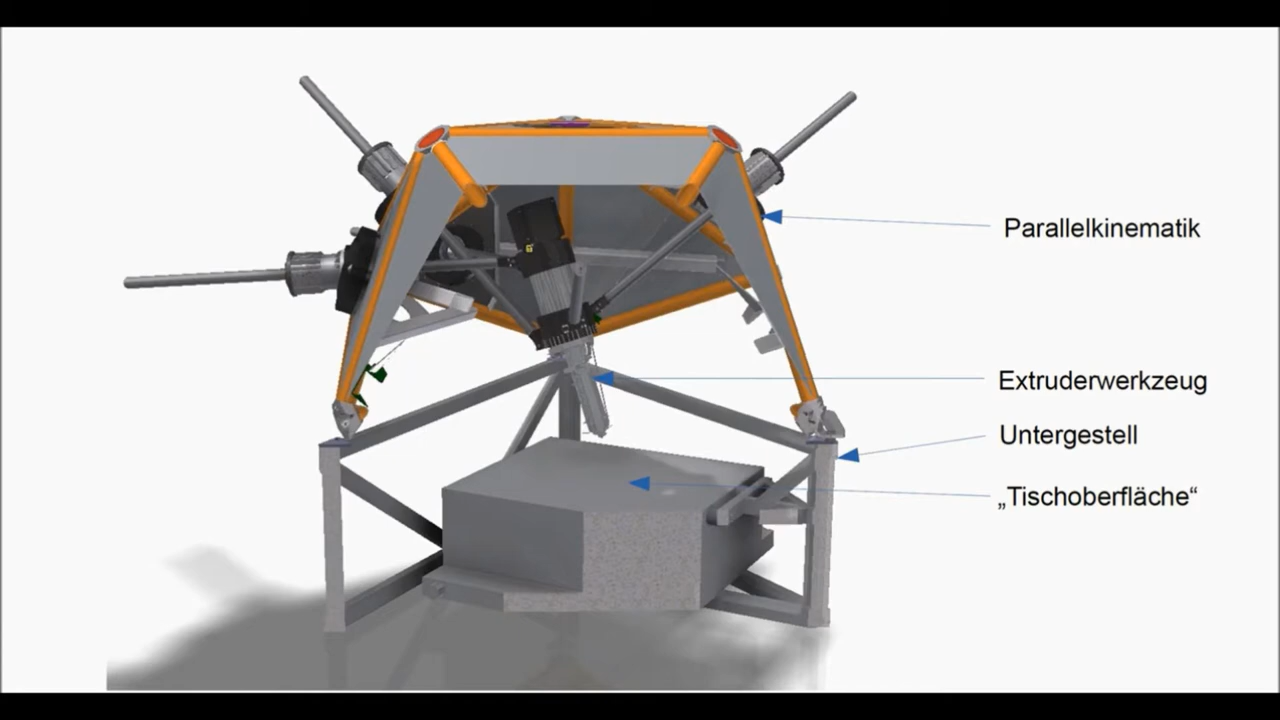 Parallelkinematik
Extruderwerkzeug
Untergestell
„Tischoberfläche“